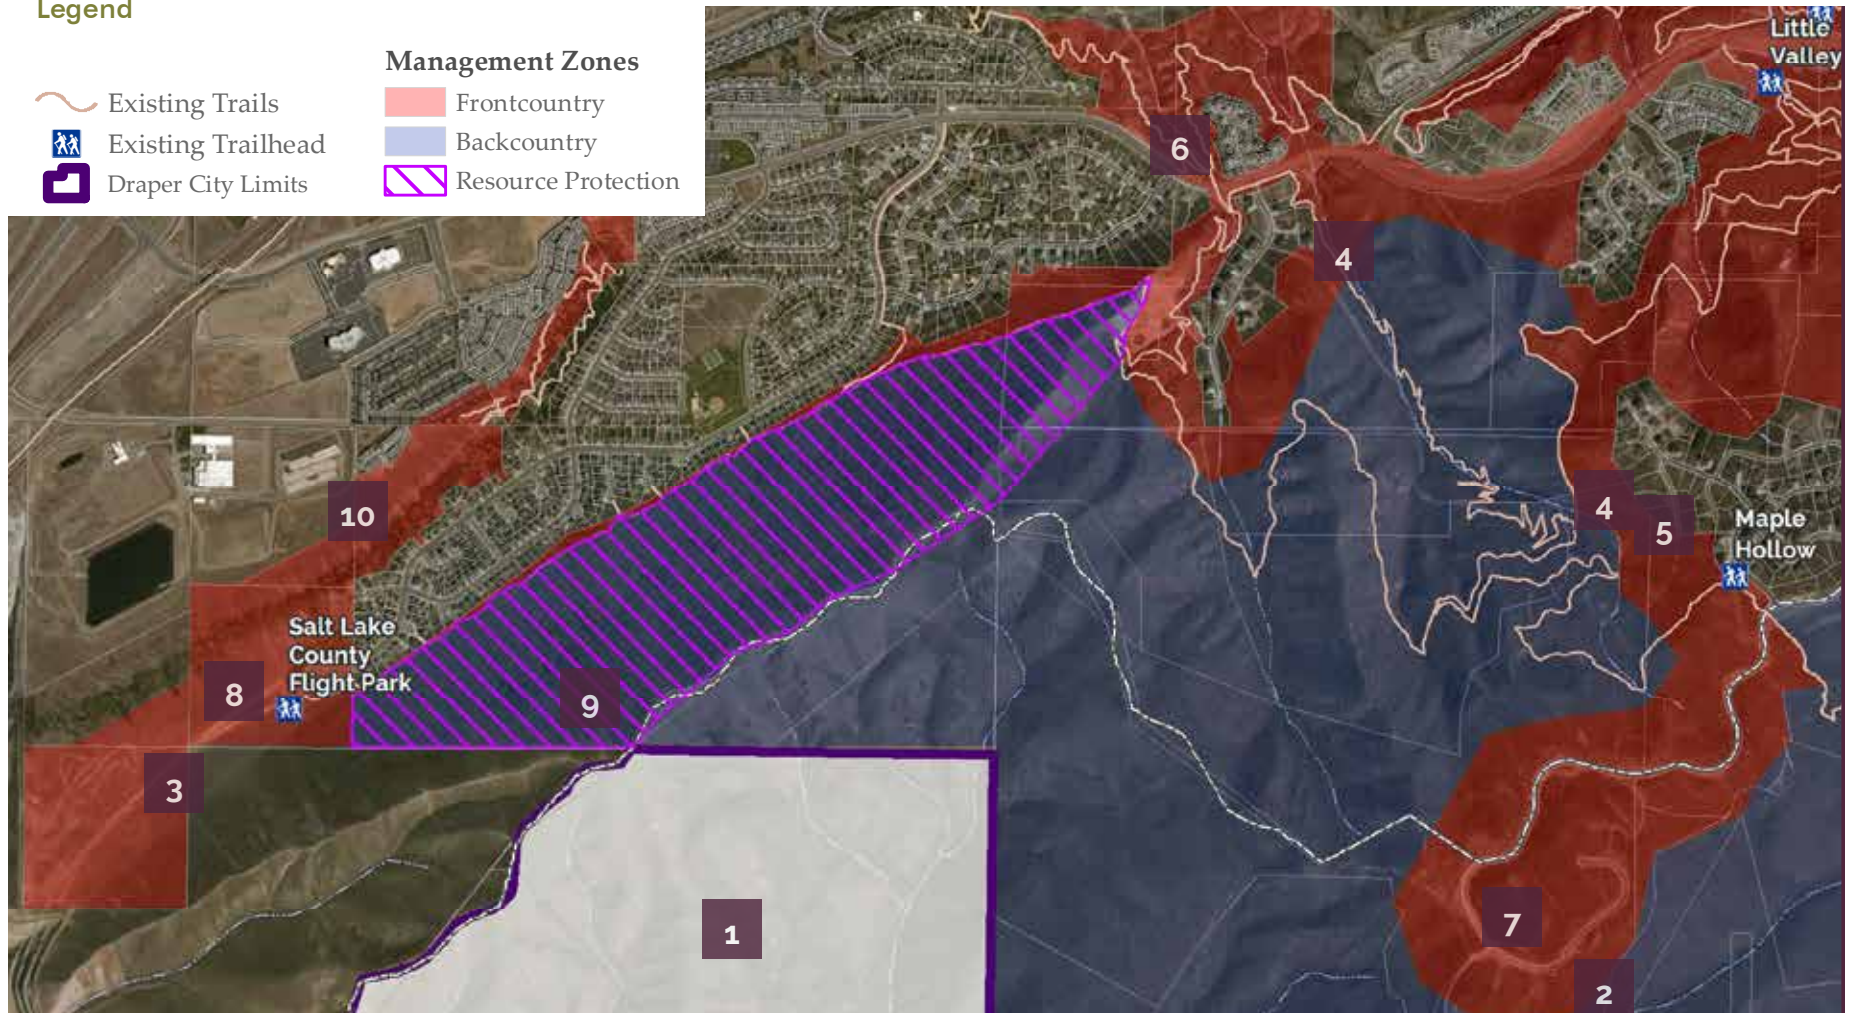 Legend
Existing Trails
Existing Trailhead
Draper City Limits
Management Zones
Frontcountry
Backcountry
Resource Protection
Little
Valley
6
4
10
4
5
Maple
Hollow
Salt Lake
County
Flight Park
8
9
3
7
1
2